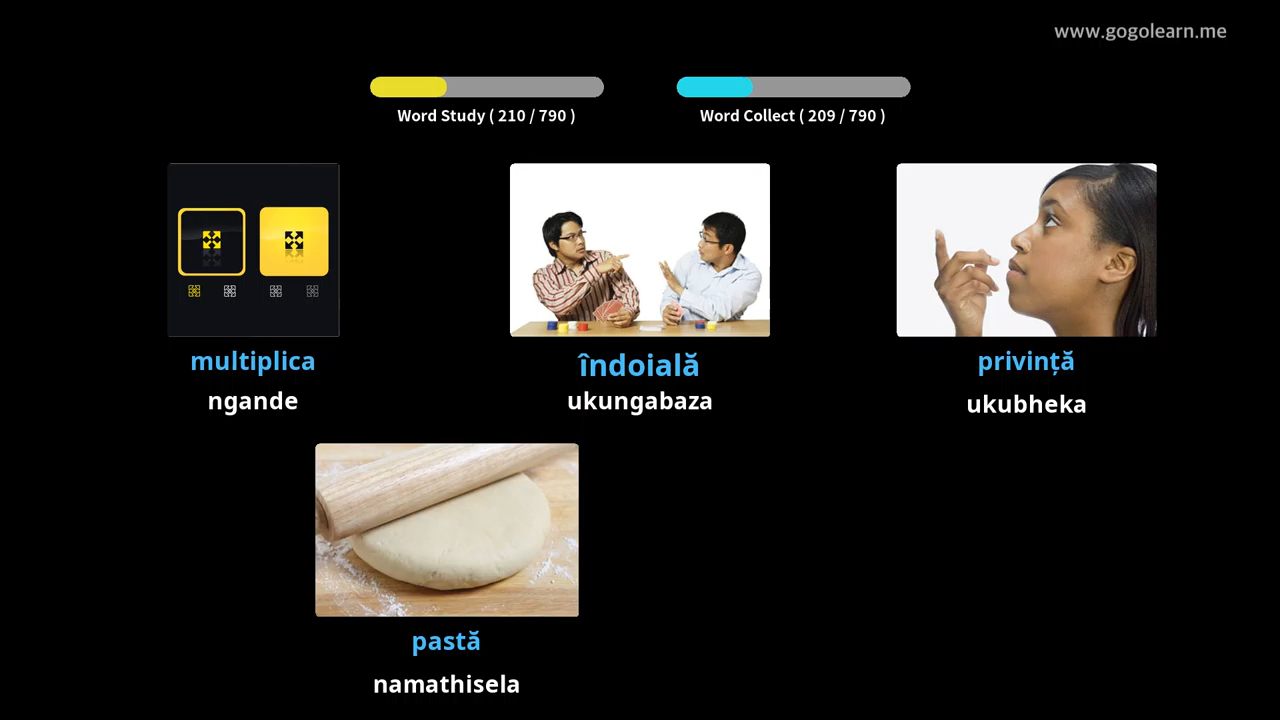 www.gogolearn.me
Word Study ( 210 / 790 )
Word Collect ( 209 / 790 )
multiplica
ngande
îndoială
ukungabaza
privință
ukubheka
pastă
namathisela